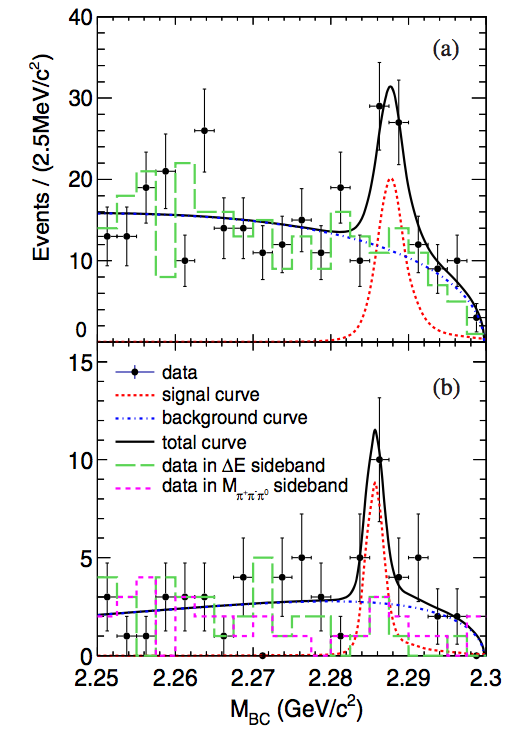 40
(a)
30
Events / (2.5MeV/c²)
20
10
0
15
data
(b)
signal curve
background curve
10
total curve
data in ΔE sideband
data in M_π⁺π⁻π⁰ sideband
5
0
2.25 2.26 2.27 2.28 2.29 2.3
M_BC (GeV/c²)